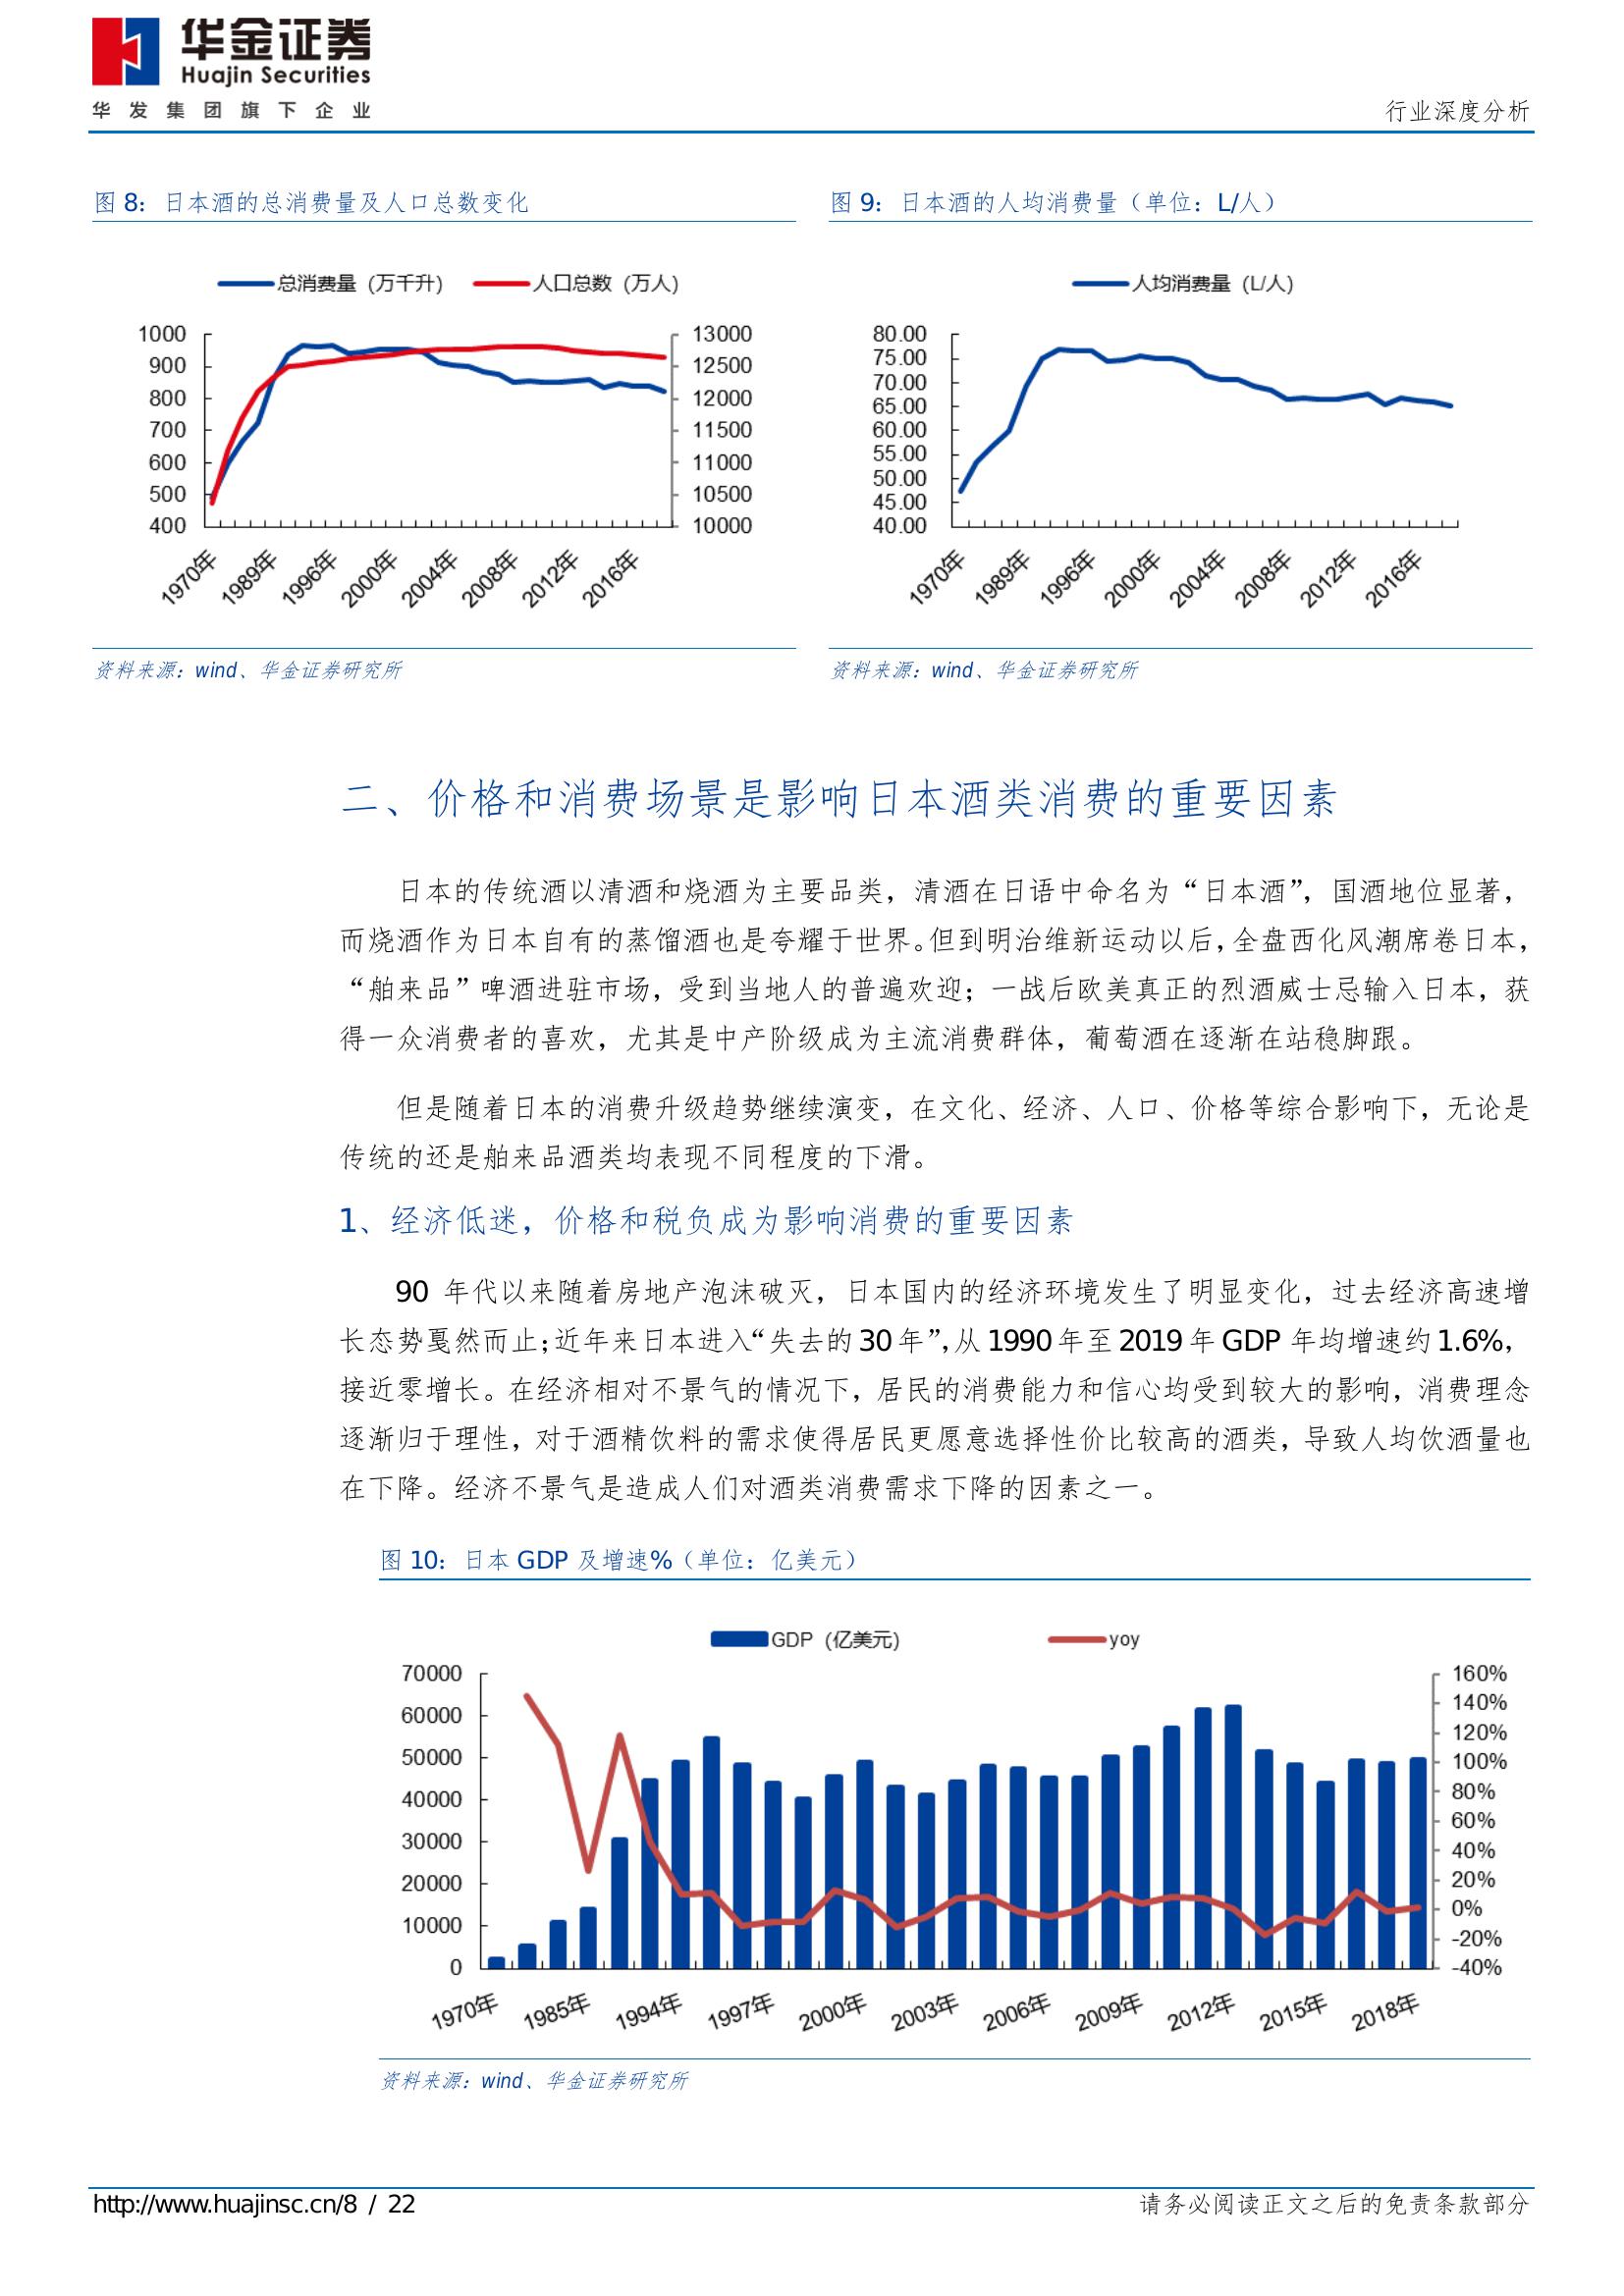 华金证券
Huajin Securities
华发集团旗下企业
行业深度分析
图 8：日本酒的总消费量及人口总数变化
总消费量（万千升） 人口总数（万人）
1000 13000
900 12500
800 12000
700 11500
600 11000
500 10500
400 10000
1970年 1989年 1996年 2000年 2004年 2008年 2012年 2016年
资料来源：wind、华金证券研究所
图 9：日本酒的人均消费量（单位：L/人）
人均消费量（L/人）
80.00
75.00
70.00
65.00
60.00
55.00
50.00
45.00
40.00
1970年 1989年 1996年 2000年 2004年 2008年 2012年 2016年
资料来源：wind、华金证券研究所
二、价格和消费场景是影响日本酒类消费的重要因素
日本的传统酒以清酒和烧酒为主要品类，清酒在日语中命名为“日本酒”，国酒地位显著，
而烧酒作为日本自有的蒸馏酒也是夸耀于世界。但到明治维新运动以后，全盘西化风潮席卷日本，
“舶来品”啤酒进驻市场，受到当地人的普遍欢迎；一战后欧美真正的烈酒威士忌输入日本，获
得一众消费者的喜欢，尤其是中产阶级成为主流消费群体，葡萄酒在逐渐在站稳脚跟。
但是随着日本的消费升级趋势继续演变，在文化、经济、人口、价格等综合影响下，无论是
传统的还是舶来品酒类均表现不同程度的下滑。
1、经济低迷，价格和税负成为影响消费的重要因素
90 年代以来随着房地产泡沫破灭，日本国内的经济环境发生了明显变化，过去经济高速增
长态势戛然而止；近年来日本进入“失去的 30 年”，从 1990 年至 2019 年 GDP 年均增速约 1.6%，
接近零增长。在经济相对不景气的情况下，居民的消费能力和信心均受到较大的影响，消费理念
逐渐归于理性，对于酒精饮料的需求使得居民更愿意选择性价比较高的酒类，导致人均饮酒量也
在下降。经济不景气是造成人们对酒类消费需求下降的因素之一。
图 10：日本 GDP 及增速%（单位：亿美元）
GDP（亿美元） yoy
70000 160%
60000 140%
50000 120%
40000 100%
30000 80%
20000 60%
10000 40%
0 20%
0%
-20%
-40%
1970年 1985年 1994年 1997年 2000年 2003年 2006年 2009年 2012年 2015年 2018年
资料来源：wind、华金证券研究所
http://www.huajinsc.cn/8 / 22
请务必阅读正文之后的免责条款部分